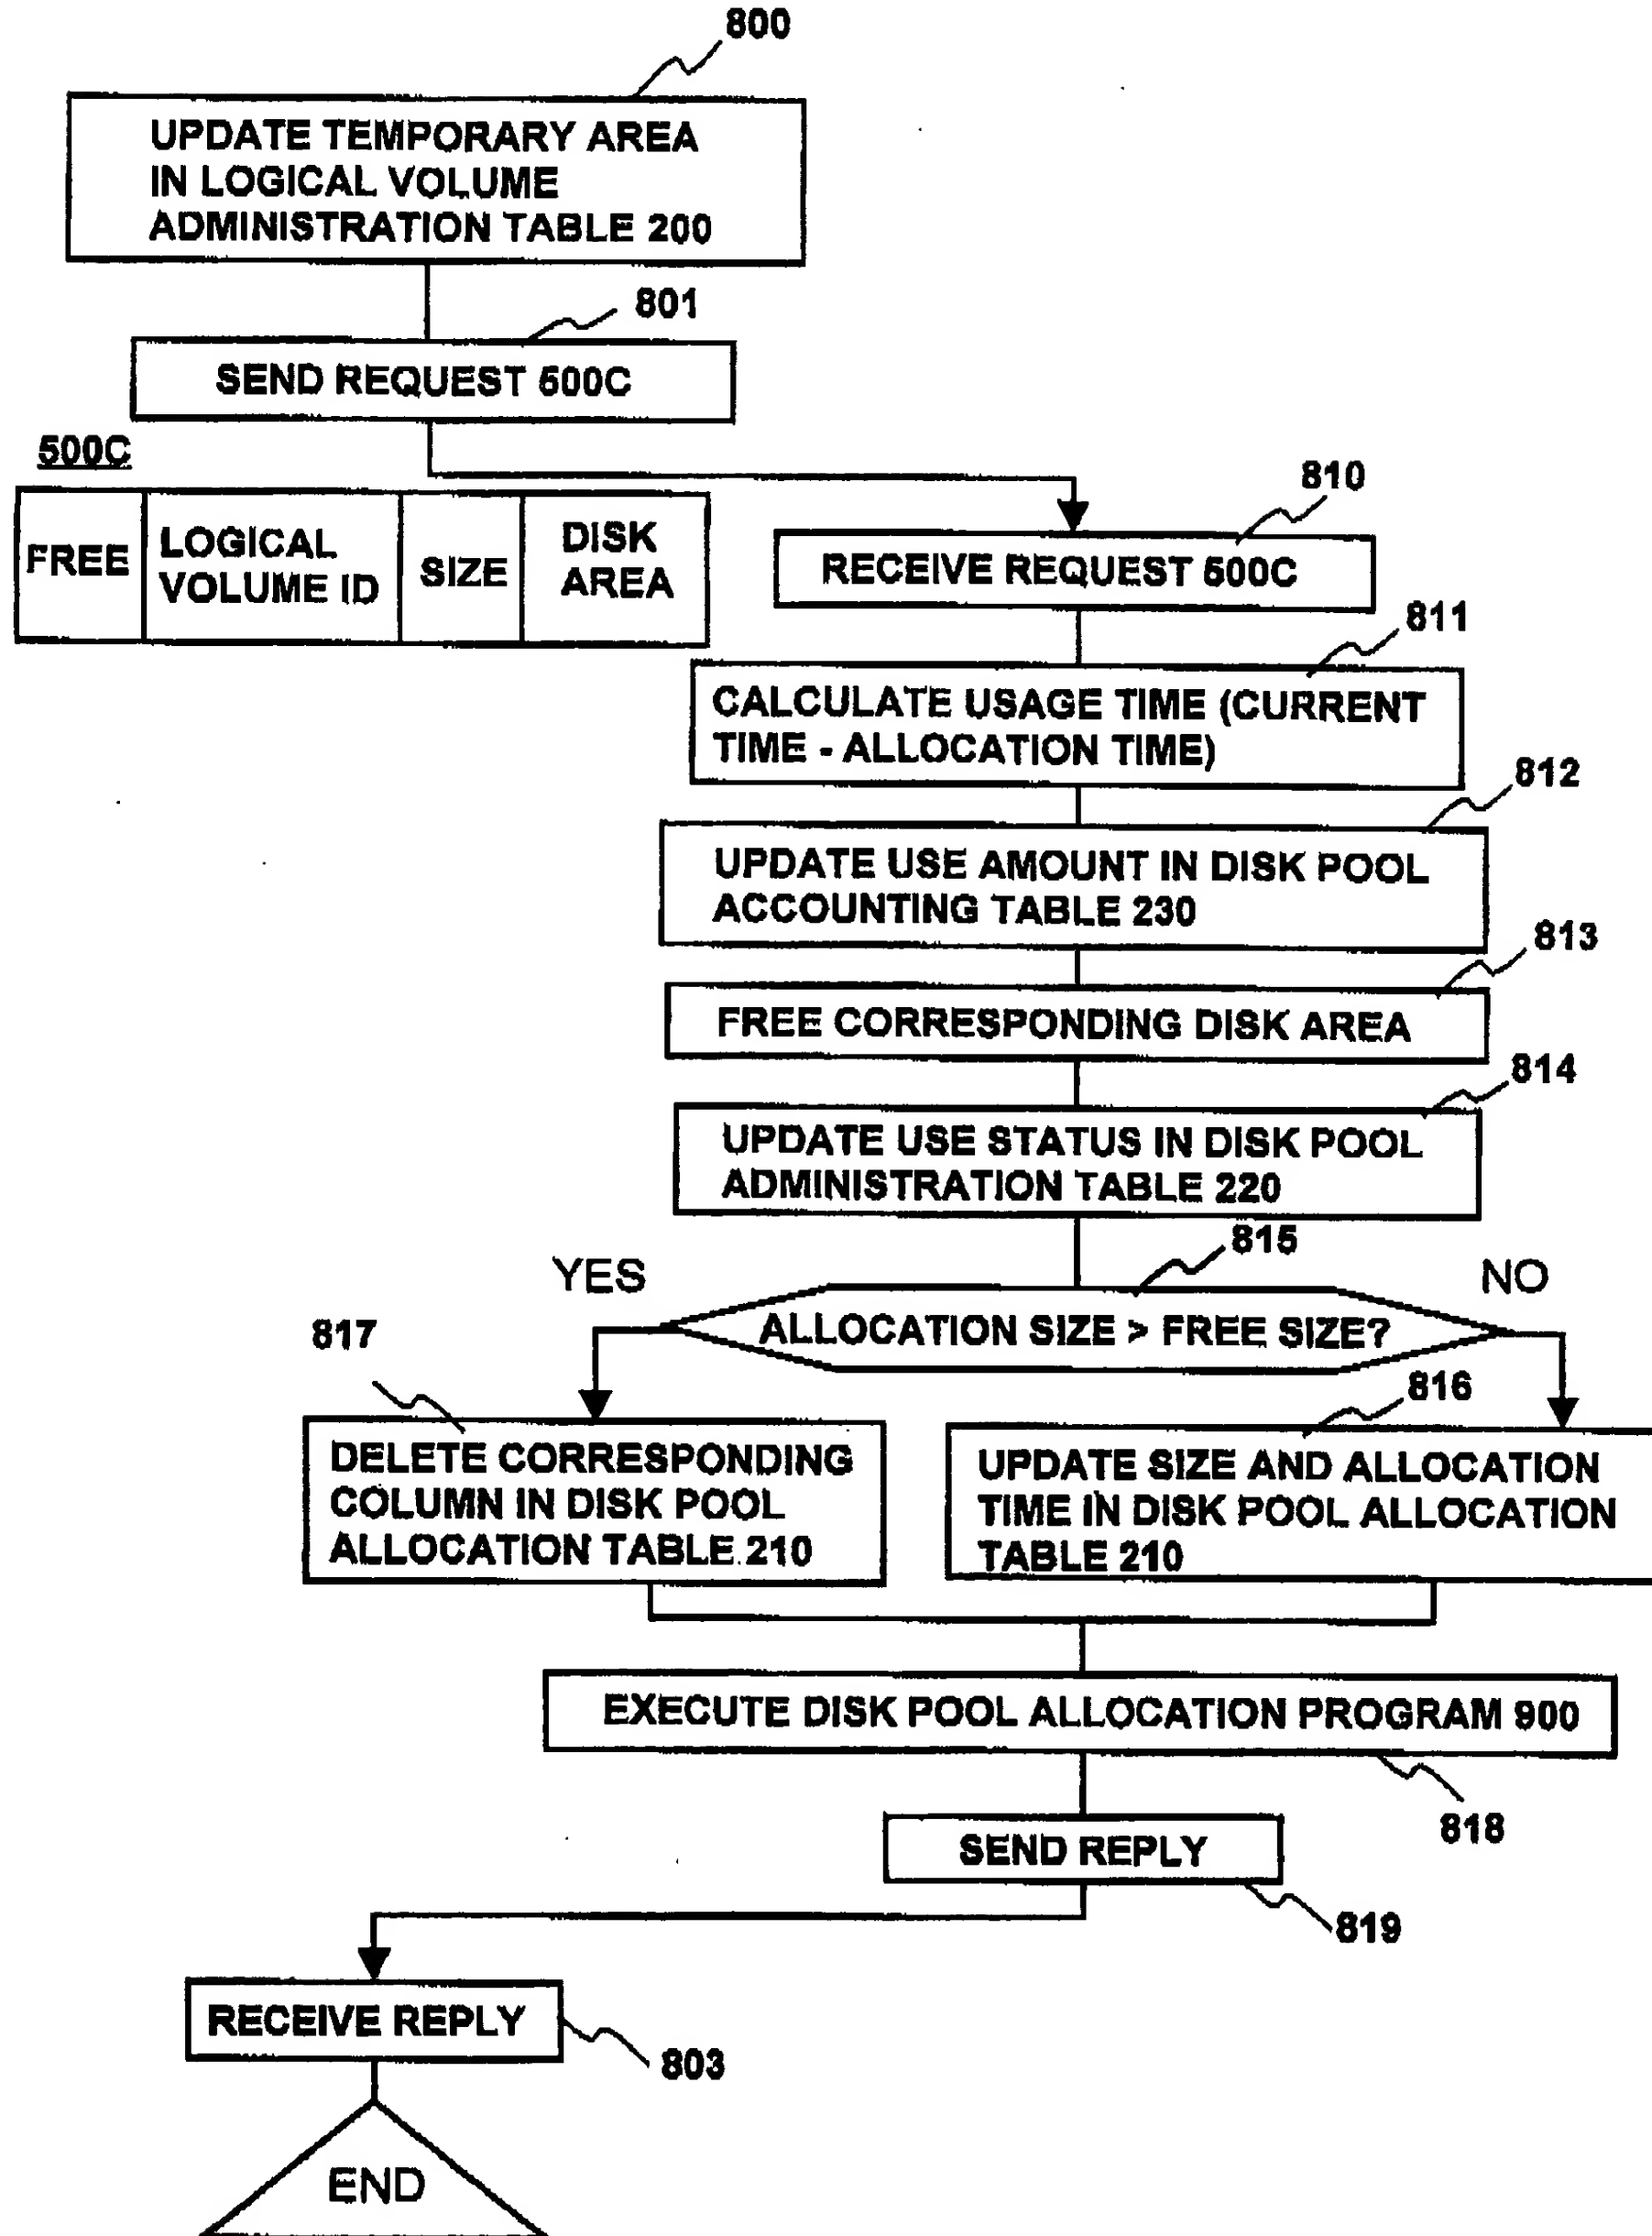 800
UPDATE TEMPORARY AREA
IN LOGICAL VOLUME
ADMINISTRATION TABLE 200
801
SEND REQUEST 500C
500C
FREE
LOGICAL
VOLUME ID
SIZE
DISK
AREA
810
RECEIVE REQUEST 500C
811
CALCULATE USAGE TIME (CURRENT
TIME - ALLOCATION TIME)
812
UPDATE USE AMOUNT IN DISK POOL
ACCOUNTING TABLE 230
813
FREE CORRESPONDING DISK AREA
814
UPDATE USE STATUS IN DISK POOL
ADMINISTRATION TABLE 220
815
YES
NO
ALLOCATION SIZE > FREE SIZE?
817
DELETE CORRESPONDING
COLUMN IN DISK POOL
ALLOCATION TABLE 210
816
UPDATE SIZE AND ALLOCATION
TIME IN DISK POOL ALLOCATION
TABLE 210
EXECUTE DISK POOL ALLOCATION PROGRAM 900
818
SEND REPLY
819
RECEIVE REPLY
803
END